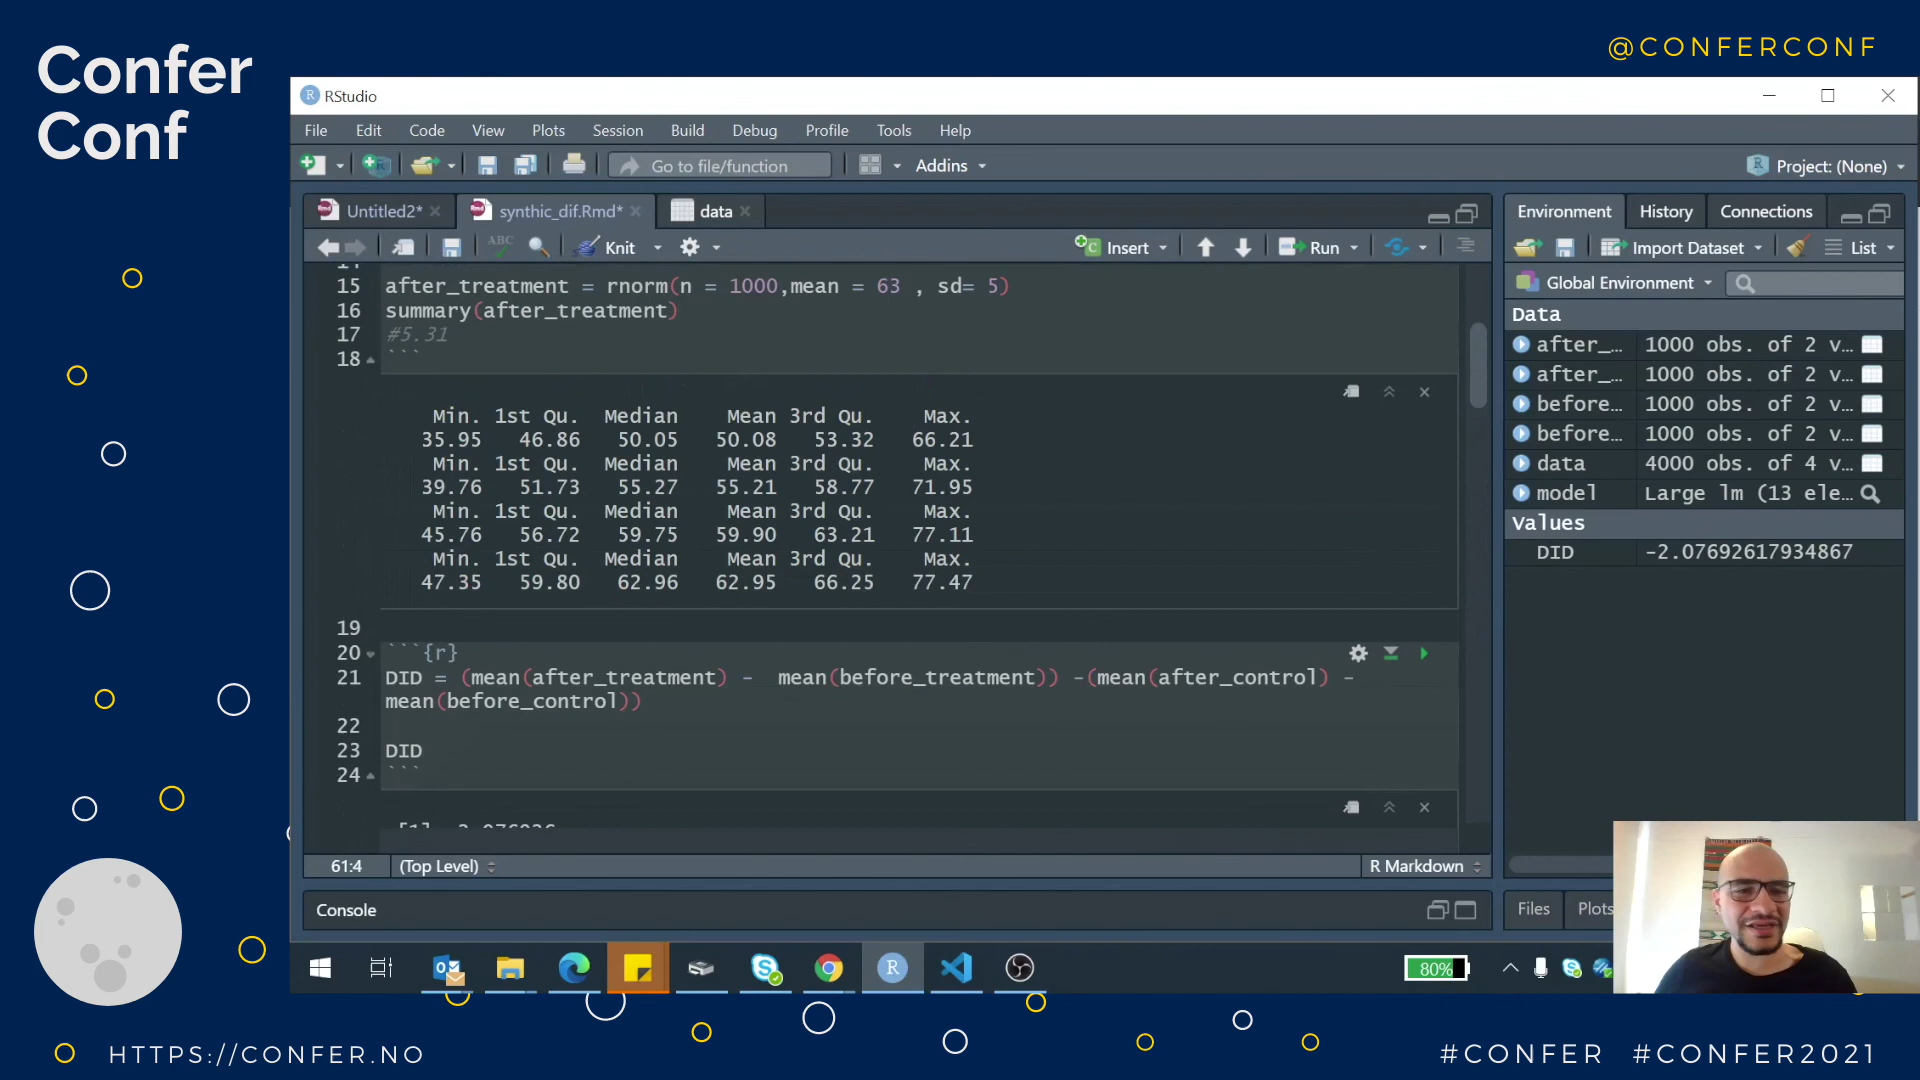 Confer
Conf
@CONFERCONF
RStudio
File Edit Code View Plots Session Build Debug Profile Tools Help
Go to file/function Addins Project: (None)
Untitled2* synthic_dif.Rmd* data
ABC Knit Insert Run
15 after_treatment = rnorm(n = 1000,mean = 63 , sd= 5)
16 summary(after_treatment)
17 #5.31
18 ```
Min. 1st Qu. Median Mean 3rd Qu. Max.
35.95 46.86 50.05 50.08 53.32 66.21
Min. 1st Qu. Median Mean 3rd Qu. Max.
39.76 51.73 55.27 55.21 58.77 71.95
Min. 1st Qu. Median Mean 3rd Qu. Max.
45.76 56.72 59.75 59.90 63.21 77.11
Min. 1st Qu. Median Mean 3rd Qu. Max.
47.35 59.80 62.96 62.95 66.25 77.47
19
20 ```{r}
21 DID = (mean(after_treatment) - mean(before_treatment)) -(mean(after_control) -
mean(before_control))
22
23 DID
24 ```
61:4 (Top Level) R Markdown
Console
Environment History Connections
Import Dataset List
Global Environment
Data
after_… 1000 obs. of 2 v…
after_… 1000 obs. of 2 v…
before… 1000 obs. of 2 v…
before… 1000 obs. of 2 v…
data 4000 obs. of 4 v…
model Large lm (13 ele…
Values
DID -2.07692617934867
Files Plots
80%
HTTPS://CONFER.NO
#CONFER #CONFER2021